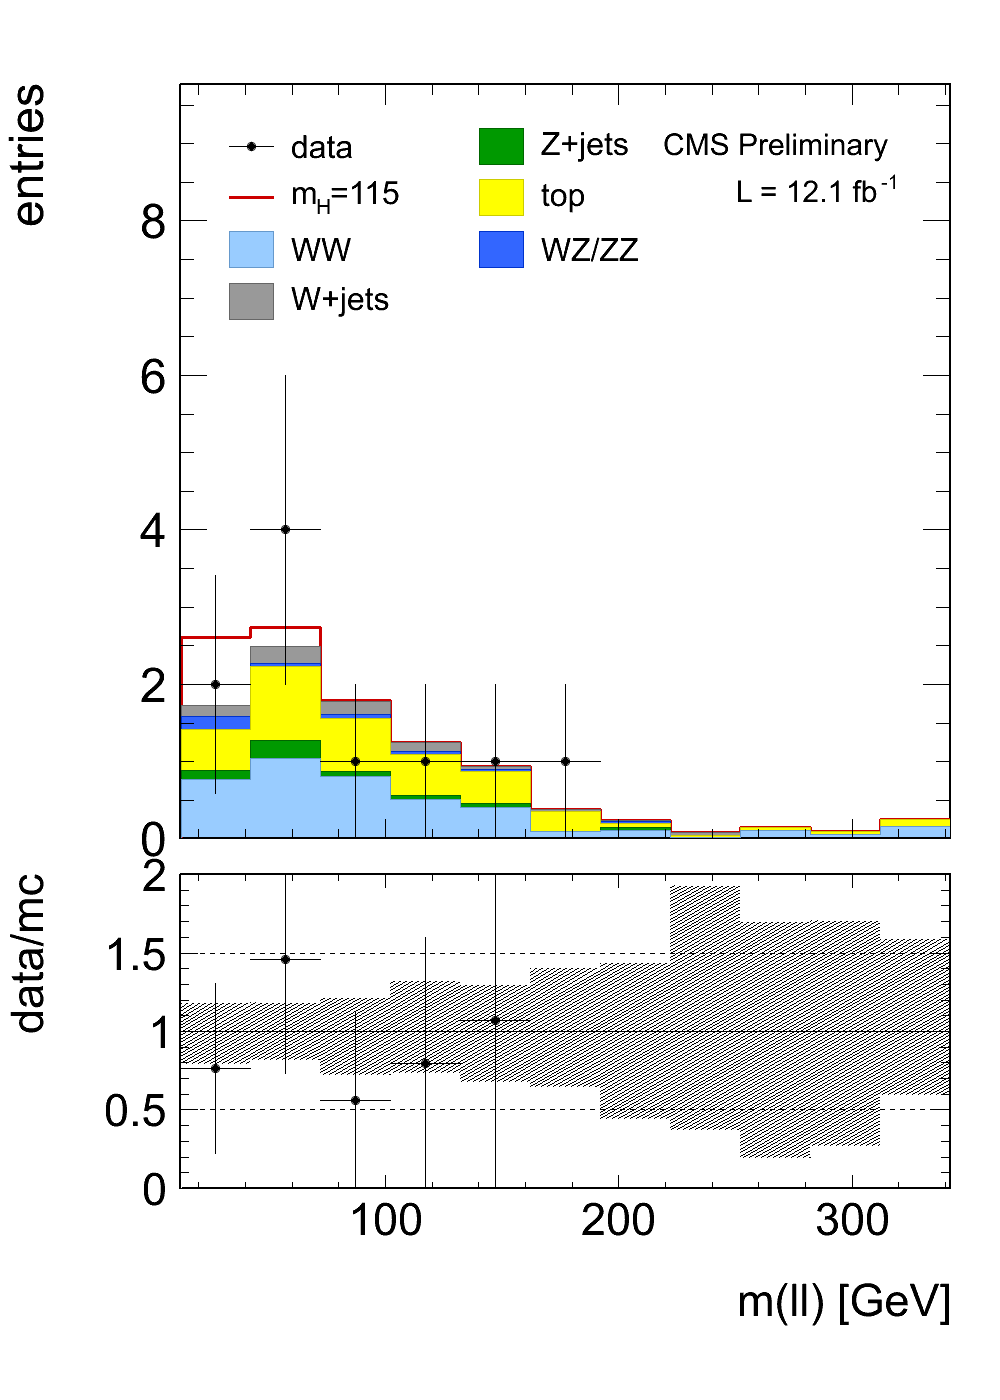 entries
data
m_H=115
WW
W+jets
Z+jets
top
WZ/ZZ
CMS Preliminary
L = 12.1 fb⁻¹
8
6
4
2
0
data/mc
2
1.5
1
0.5
0
100 200 300
m(ll) [GeV]